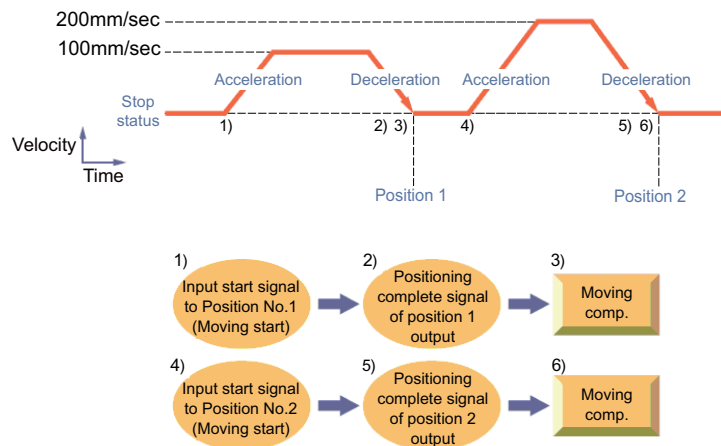 200mm/sec
100mm/sec
Acceleration
Deceleration
Acceleration
Deceleration
Stop
status
1)
2)
3)
4)
5)
6)
Velocity
Time
Position 1
Position 2
1)
Input start signal
to Position No.1
(Moving start)
2)
Positioning
complete signal
of position 1
output
3)
Moving
comp.
4)
Input start signal
to Position No.2
(Moving start)
5)
Positioning
complete signal
of position 2
output
6)
Moving
comp.